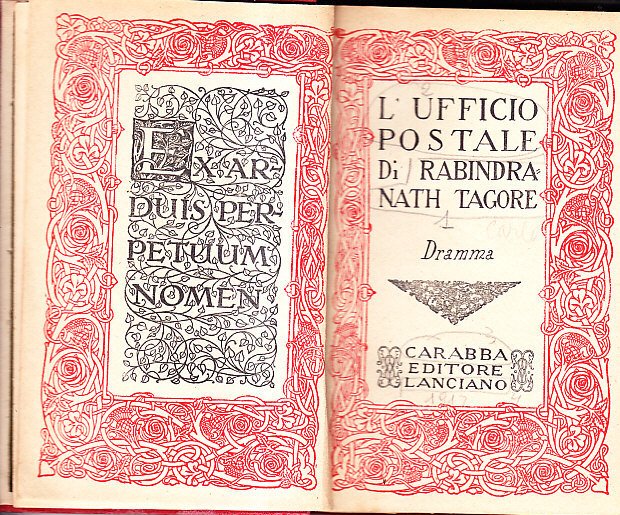 EX AR-
DUIS PER-
PETUUM
NOMEN
L'UFFICIO
POSTALE
Di RABINDRA-
NATH TAGORE
Dramma
CARABBA
EDITORE
LANCIANO